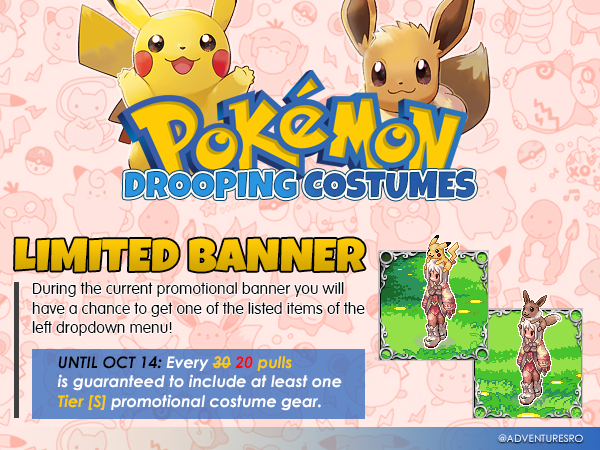 POKÉMON
DROOPING COSTUMES
LIMITED BANNER
During the current promotional banner you will
have a chance to get one of the listed items of the
left dropdown menu!
UNTIL OCT 14: Every 30 20 pulls
is guaranteed to include at least one
Tier [S] promotional costume gear.
@ADVENTURESRO